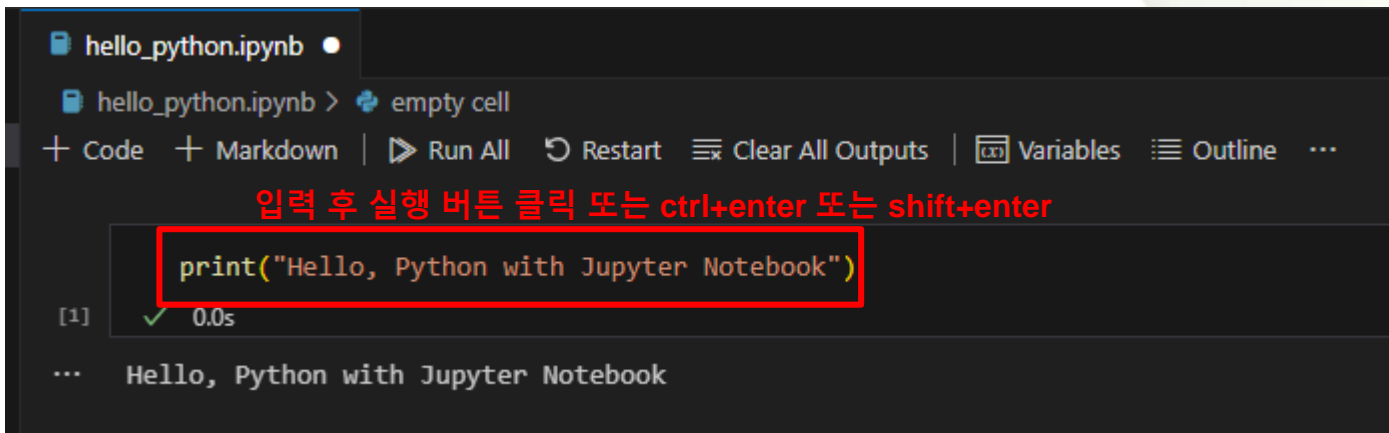 hello_python.ipynb
hello_python.ipynb > empty cell
+ Code + Markdown | Run All Restart Clear All Outputs | Variables Outline ...
입력 후 실행 버튼 클릭 또는 ctrl+enter 또는 shift+enter
print("Hello, Python with Jupyter Notebook")
[1] ✓ 0.0s
... Hello, Python with Jupyter Notebook